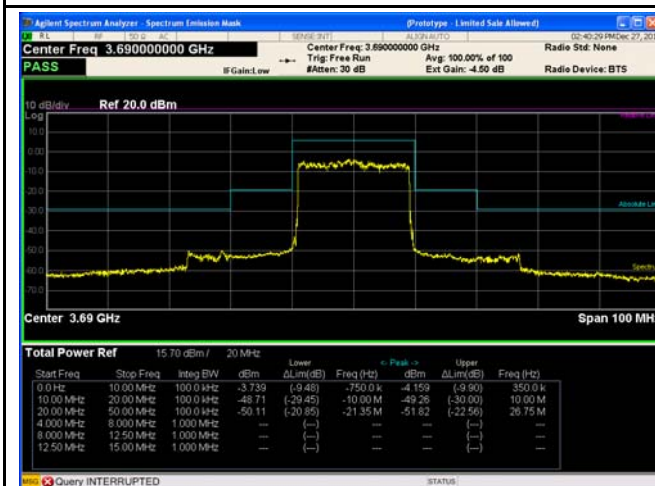 Agilent Spectrum Analyzer - Spectrum Emission Mask (Prototype - Limited Sale Allowed)
RL RF 50 Ω AC SENSE:INT ALIGN AUTO 02:40:29 PM Dec 27, 201
Center Freq 3.690000000 GHz Center Freq: 3.690000000 GHz Radio Std: None
PASS IFGain:Low Trig: Free Run Avg: 100.00% of 100
#Atten: 30 dB Ext Gain: -4.50 dB Radio Device: BTS
10 dB/div Ref 20.0 dBm
Log
10.0
0.00
-10.0
-20.0
-30.0
Absolute Lim
-40.0
-50.0
-60.0
Spectru
-70.0
Center 3.69 GHz Span 100 MH
Total Power Ref 15.70 dBm / 20 MHz
Lower <- Peak -> Upper
Start Freq Stop Freq Integ BW dBm ΔLim(dB) Freq (Hz) dBm ΔLim(dB) Freq (Hz)
0.0 Hz 10.00 MHz 100.0 kHz -3.739 (-9.48) -750.0 k -4.159 (-9.90) 350.0 k
10.00 MHz 20.00 MHz 100.0 kHz -48.71 (-29.45) -10.00 M -49.26 (-30.00) 10.00 M
20.00 MHz 50.00 MHz 100.0 kHz -50.11 (-20.85) -21.35 M -51.82 (-22.56) 26.75 M
4.000 MHz 8.000 MHz 1.000 MHz --- (---) --- --- (---) ---
8.000 MHz 12.50 MHz 1.000 MHz --- (---) --- --- (---) ---
12.50 MHz 15.00 MHz 1.000 MHz --- (---) --- --- (---) ---
MSG Query INTERRUPTED STATUS